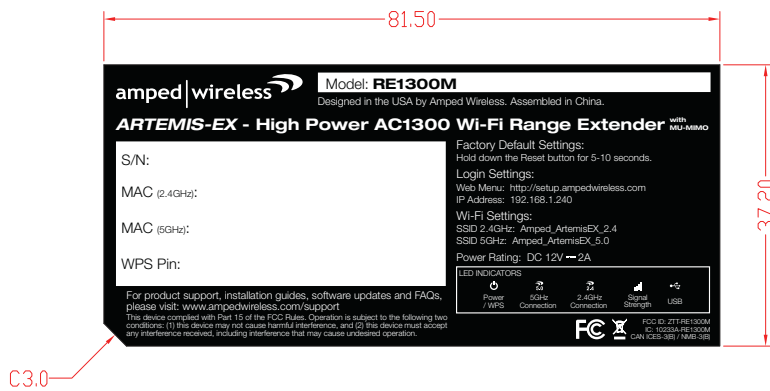 81.50
amped|wireless
Model: RE1300M
Designed in the USA by Amped Wireless. Assembled in China.
ARTEMIS-EX - High Power AC1300 Wi-Fi Range Extender with MU-MIMO
S/N:
MAC (2.4GHz):
MAC (5GHz):
WPS Pin:
For product support, installation guides, software updates and FAQs,
please visit: www.ampedwireless.com/support
This device complied with Part 15 of the FCC Rules. Operation is subject to the following two
conditions: (1) this device may not cause harmful interference, and (2) this device must accept
any interference received, including interference that may cause undesired operation.
Factory Default Settings:
Hold down the Reset button for 5-10 seconds.
Login Settings:
Web Menu: http://setup.ampedwireless.com
IP Address: 192.168.1.240
Wi-Fi Settings:
SSID 2.4GHz: Amped_ArtemisEX_2.4
SSID 5GHz: Amped_ArtemisEX_5.0
Power Rating: DC 12V ⎓ 2A
LED INDICATORS
5.0 2.4
Power / WPS
5GHz Connection
2.4GHz Connection
Signal Strength
USB
FC
FCC ID: ZTT-RE1300M
IC: 10233A-RE1300M
CAN ICES-3(B) / NMB-3(B)
37.20
C3.0